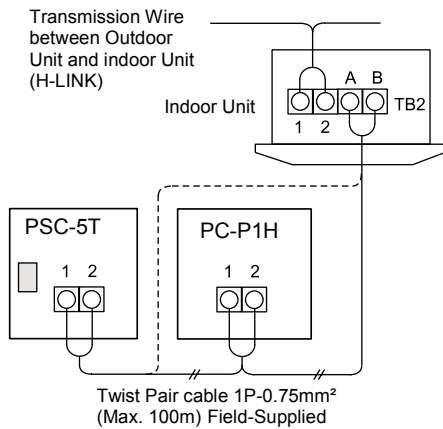 Transmission Wire
between Outdoor
Unit and indoor Unit
(H-LINK)
A B
Indoor Unit
TB2
1 2
PSC-5T
PC-P1H
1 2
1 2
Twist Pair cable 1P-0.75mm²
(Max. 100m) Field-Supplied